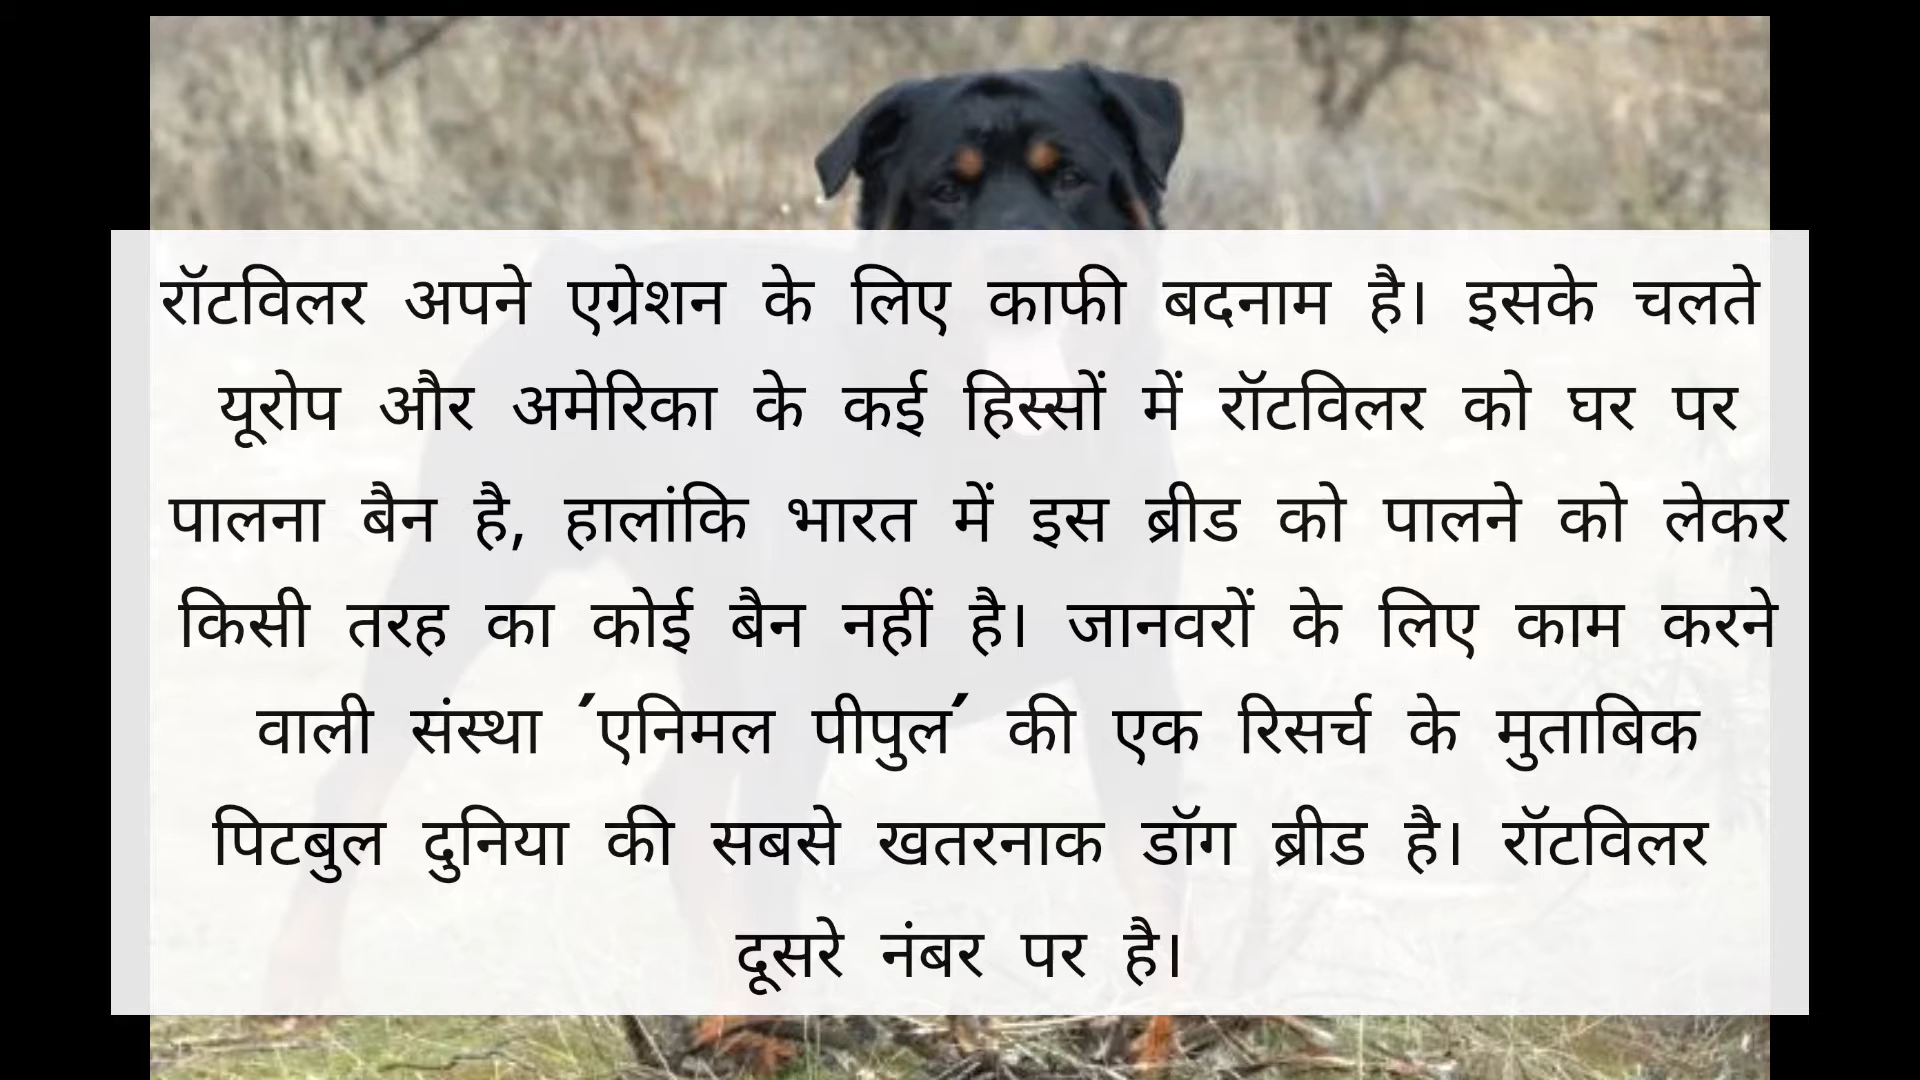 रॉटविलर अपने एग्रेशन के लिए काफी बदनाम है। इसके चलते
यूरोप और अमेरिका के कई हिस्सों में रॉटविलर को घर पर
पालना बैन है, हालांकि भारत में इस ब्रीड को पालने को लेकर
किसी तरह का कोई बैन नहीं है। जानवरों के लिए काम करने
वाली संस्था ´एनिमल पीपुल´ की एक रिसर्च के मुताबिक
पिटबुल दुनिया की सबसे खतरनाक डॉग ब्रीड है। रॉटविलर
दूसरे नंबर पर है।